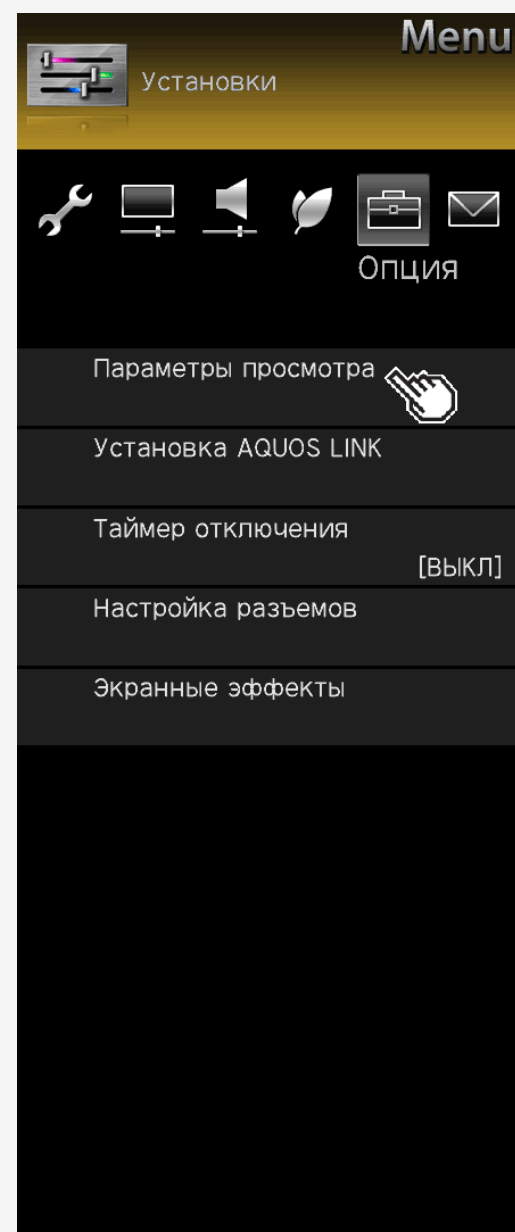 Menu
Установки
Опция
Параметры просмотра
Установка AQUOS LINK
Таймер отключения
[ВЫКЛ]
Настройка разъемов
Экранные эффекты